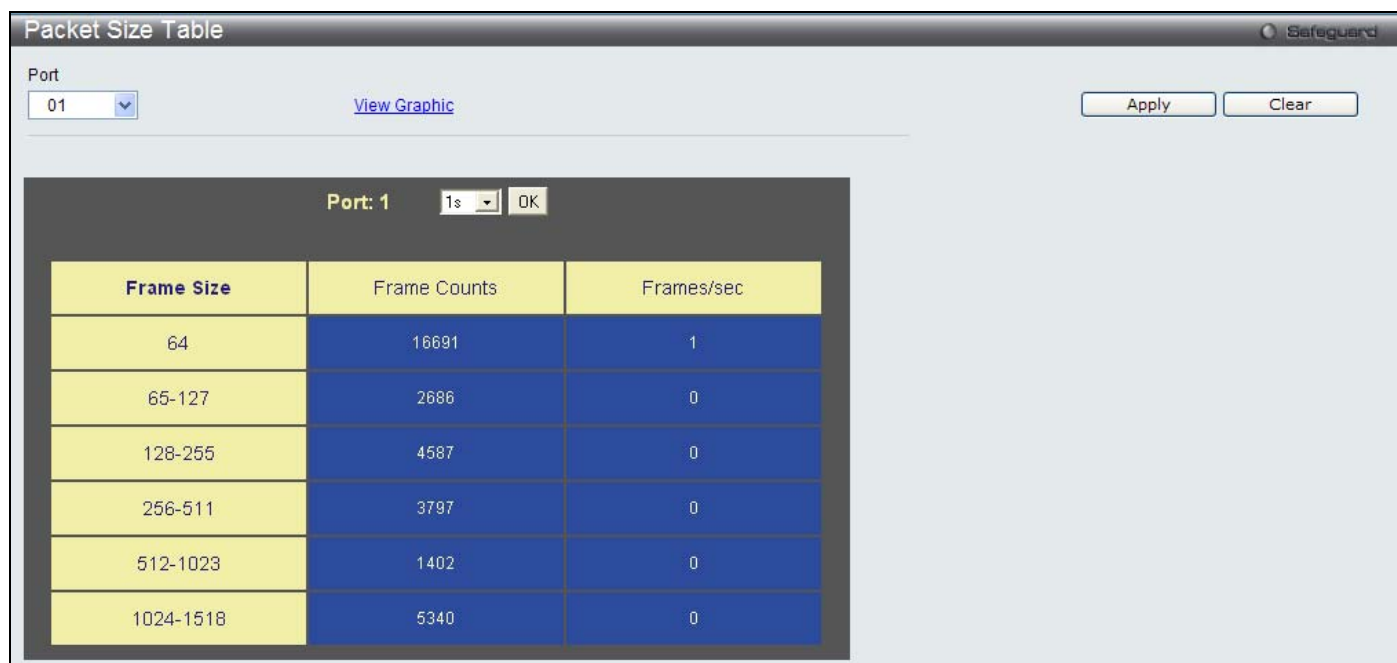 Packet Size Table
Safeguard
Port
01
View Graphic
Apply
Clear
Port: 1
1s
OK
Frame Size Frame Counts Frames/sec
64 16691 1
65-127 2686 0
128-255 4587 0
256-511 3797 0
512-1023 1402 0
1024-1518 5340 0